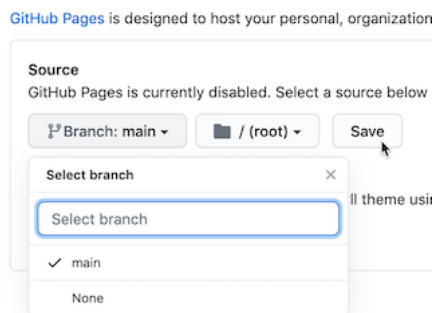 GitHub Pages is designed to host your personal, organization
Source
GitHub Pages is currently disabled. Select a source below
Branch: main
/ (root)
Save
Select branch
ll theme usi
Select branch
main
None